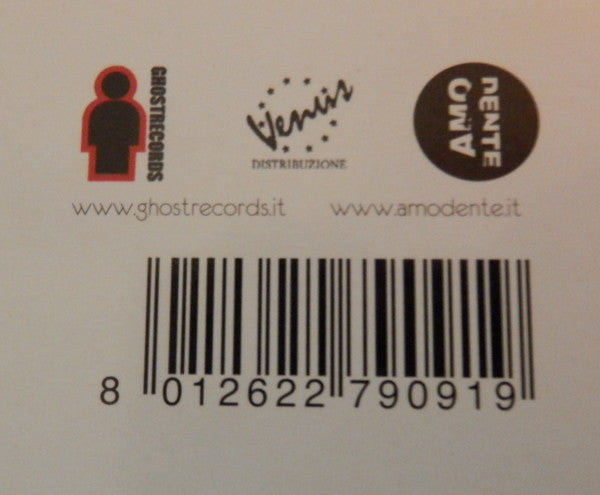 GHOSTRECORDS
Venus
DISTRIBUZIONE
AMO
DENTE
www.ghostrecords.it
www.amodente.it
8 012622 790919